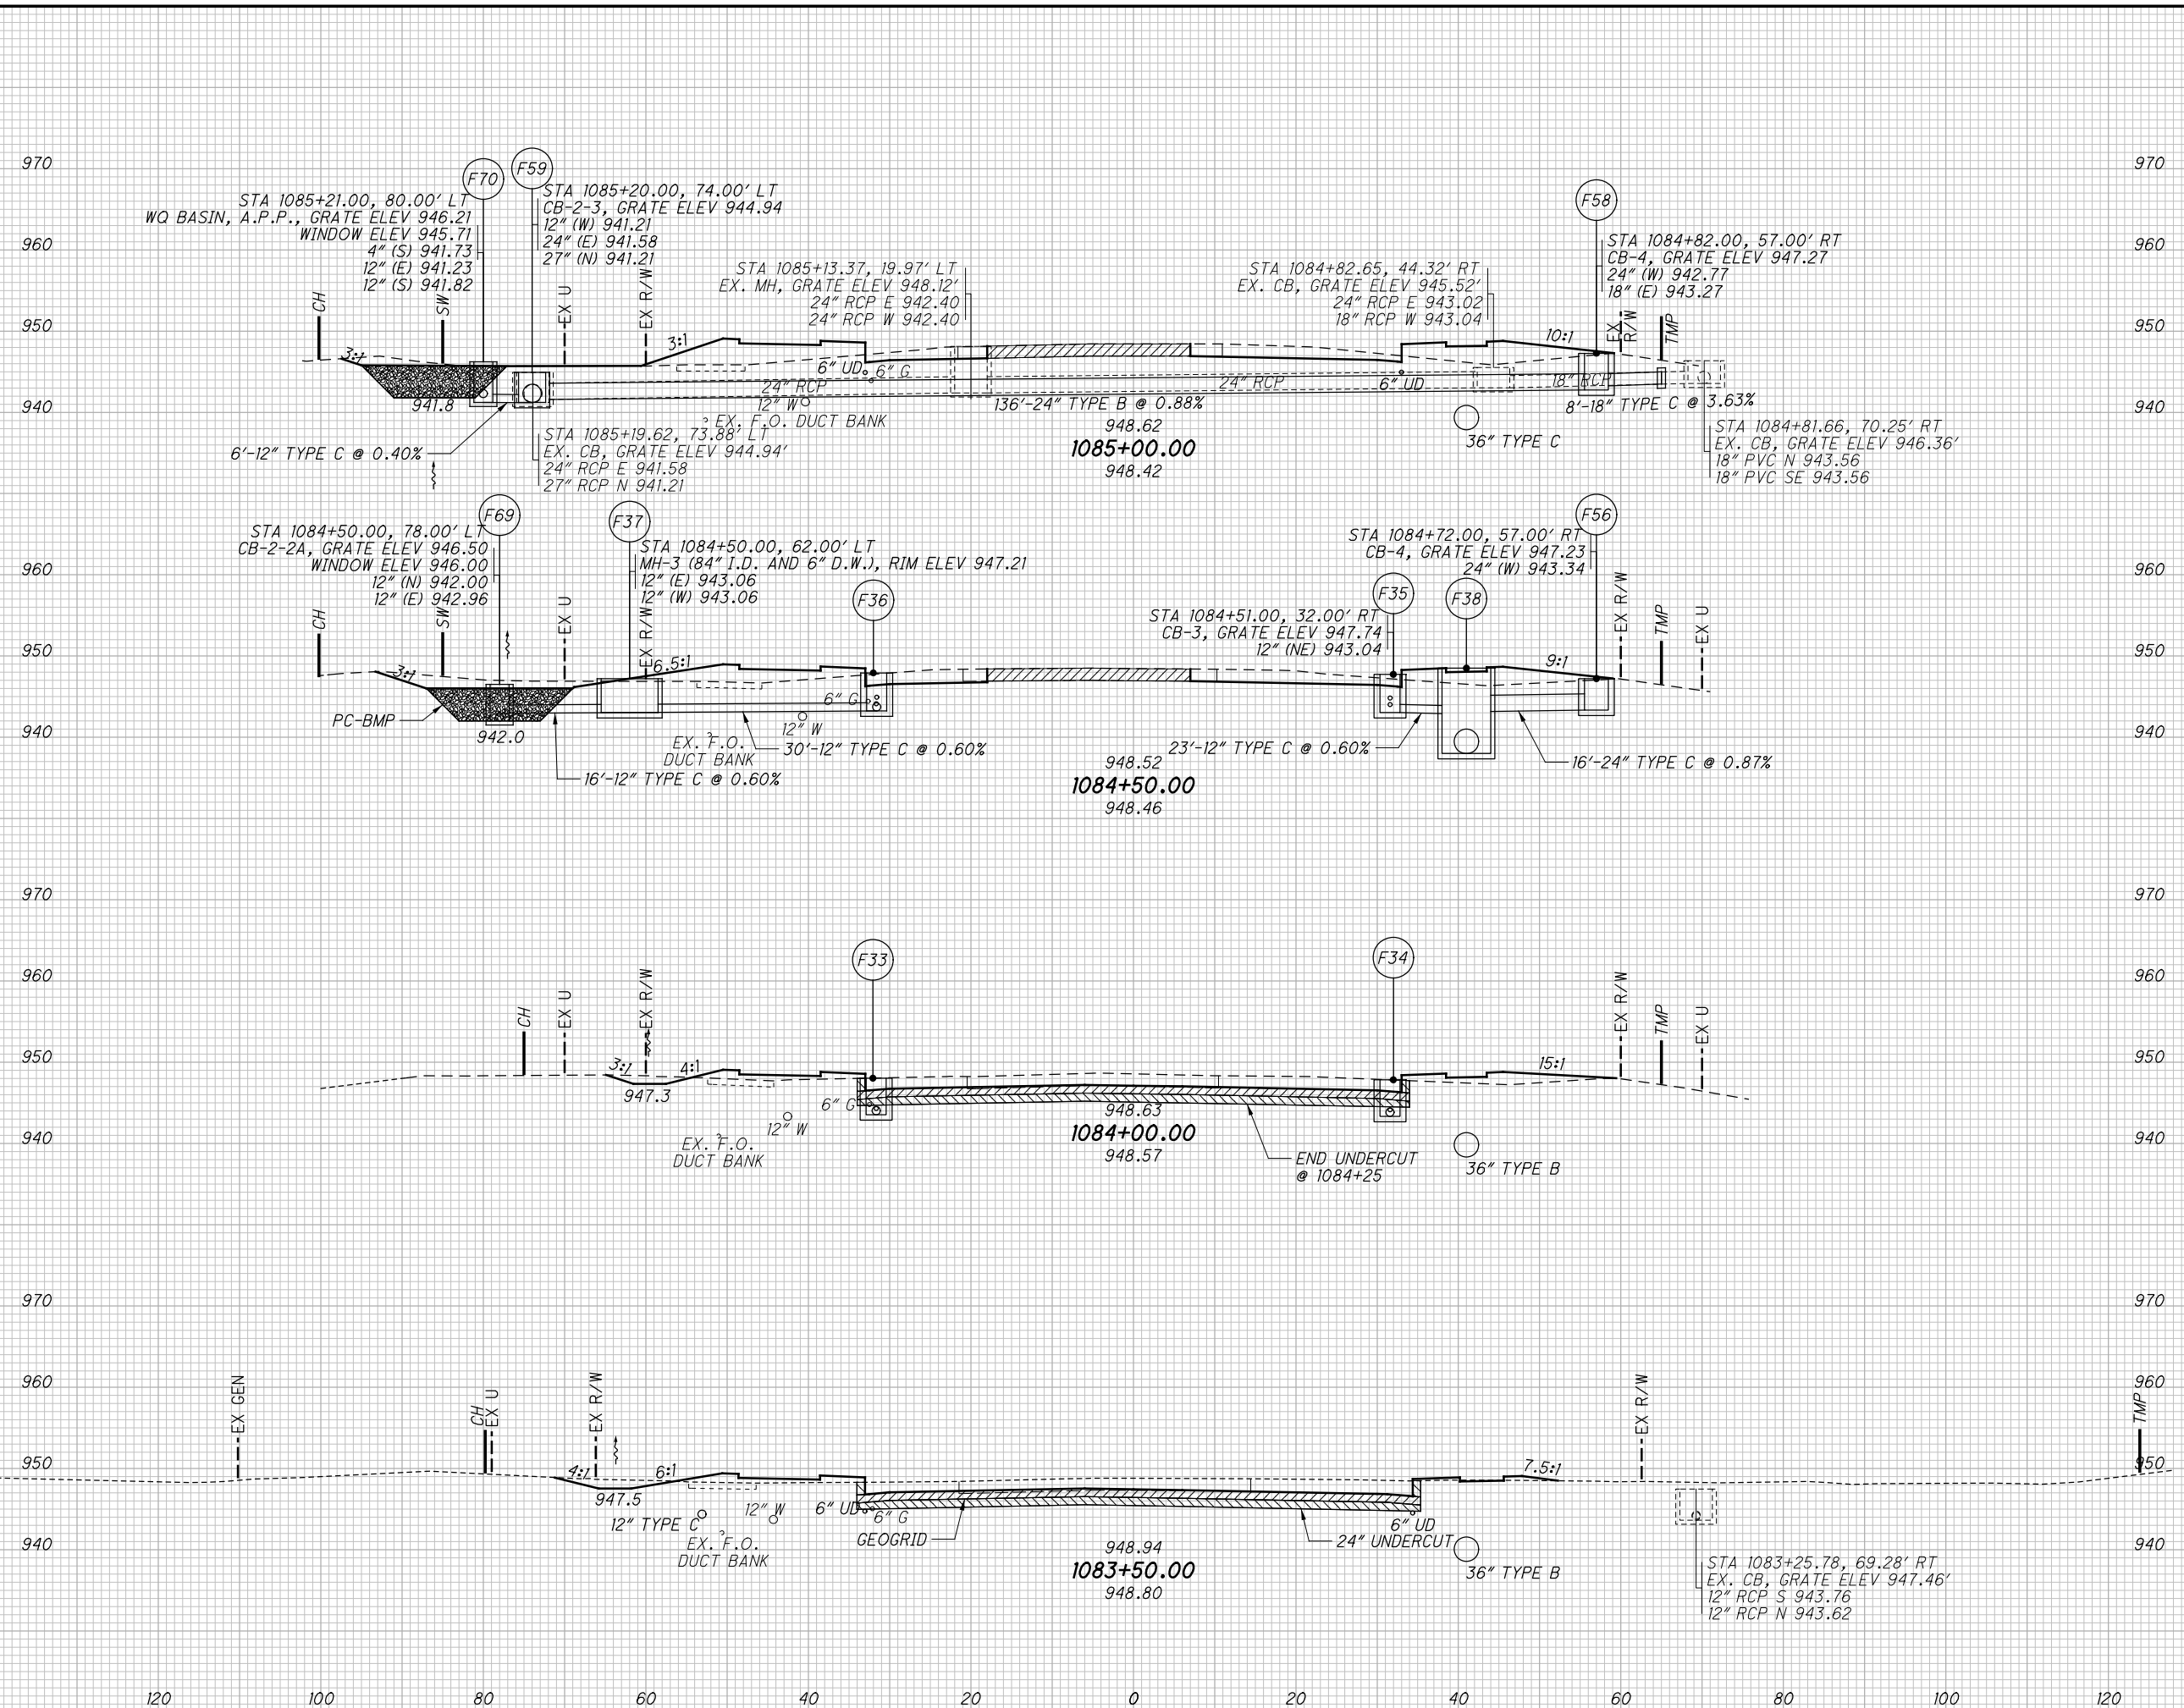 970
970
F70
F59
F58
STA 1085+21.00, 80.00' LT
WQ BASIN, A.P.P., GRATE ELEV 946.21
WINDOW ELEV 945.71
4" (S) 941.73
12" (E) 941.23
12" (S) 941.82
STA 1085+20.00, 74.00' LT
CB-2-3, GRATE ELEV 944.94
12" (W) 941.21
24" (E) 941.58
27" (N) 941.21
STA 1085+13.37, 19.97' LT
EX. MH, GRATE ELEV 948.12'
24" RCP E 942.40
24" RCP W 942.40
STA 1084+82.65, 44.32' RT
EX. CB, GRATE ELEV 945.52'
24" RCP E 943.02
18" RCP W 943.04
STA 1084+82.00, 57.00' RT
CB-4, GRATE ELEV 947.27
24" (W) 942.77
18" (E) 943.27
960
960
CH
SW
EX U
EX R/W
EX R/W
TMP
950
950
3:1
3:1
10:1
6" UD
6" G
24" RCP
24" RCP
6" UD
18" RCP
940
941.8
12" W
136'-24" TYPE B @ 0.88%
8'-18" TYPE C @ 3.63%
940
EX. F.O. DUCT BANK
948.62
1085+00.00
948.42
36" TYPE C
6'-12" TYPE C @ 0.40%
STA 1085+19.62, 73.88' LT
EX. CB, GRATE ELEV 944.94'
24" RCP E 941.58
27" RCP N 941.21
STA 1084+81.66, 70.25' RT
EX. CB, GRATE ELEV 946.36'
18" PVC N 943.56
18" PVC SE 943.56
F69
F37
F36
F35
F38
F56
STA 1084+50.00, 78.00' LT
CB-2-2A, GRATE ELEV 946.50
WINDOW ELEV 946.00
12" (N) 942.00
12" (E) 942.96
STA 1084+50.00, 62.00' LT
MH-3 (84" I.D. AND 6" D.W.), RIM ELEV 947.21
12" (E) 943.06
12" (W) 943.06
STA 1084+72.00, 57.00' RT
CB-4, GRATE ELEV 947.23
24" (W) 943.34
STA 1084+51.00, 32.00' RT
CB-3, GRATE ELEV 947.74
12" (NE) 943.04
960
960
CH
SW
EX U
EX R/W
EX R/W
TMP
EX U
950
950
3:1
6.5:1
9:1
6" G
PC-BMP
942.0
12" W
EX. F.O.
DUCT BANK
30'-12" TYPE C @ 0.60%
16'-12" TYPE C @ 0.60%
23'-12" TYPE C @ 0.60%
16'-24" TYPE C @ 0.87%
940
940
948.52
1084+50.00
948.46
970
970
F33
F34
960
960
CH
EX U
EX R/W
EX R/W
TMP
EX U
950
950
3:1
4:1
15:1
947.3
6" G
12" W
EX. F.O.
DUCT BANK
940
940
948.63
1084+00.00
948.57
END UNDERCUT
@ 1084+25
36" TYPE B
970
970
960
960
EX GEN
CH
EX U
EX R/W
EX R/W
TMP
950
950
4:1
6:1
7.5:1
947.5
12" TYPE C
12" W
6" UD
6" G
EX. F.O.
DUCT BANK
GEOGRID
6" UD
24" UNDERCUT
940
940
948.94
1083+50.00
948.80
36" TYPE B
STA 1083+25.78, 69.28' RT
EX. CB, GRATE ELEV 947.46'
12" RCP S 943.76
12" RCP N 943.62
120 100 80 60 40 20 0 20 40 60 80 100 120